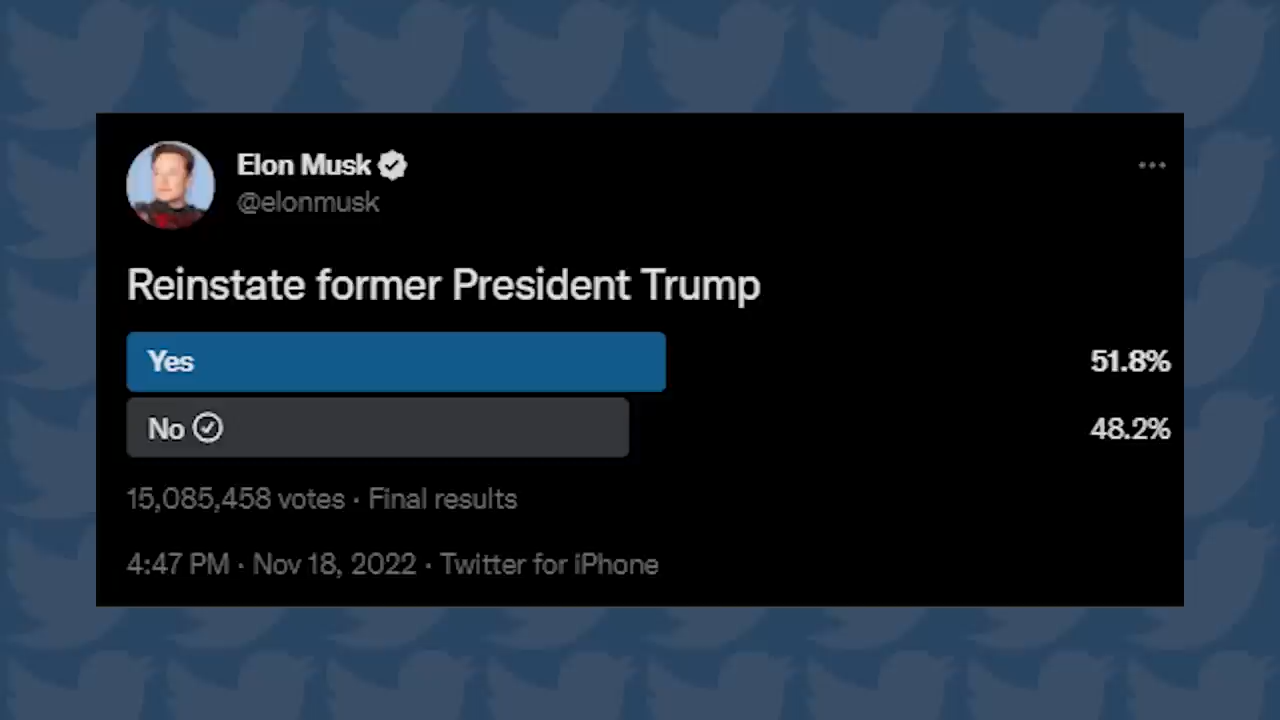 Elon Musk
@elonmusk
Reinstate former President Trump
Yes 51.8%
No 48.2%
15,085,458 votes · Final results
4:47 PM · Nov 18, 2022 · Twitter for iPhone